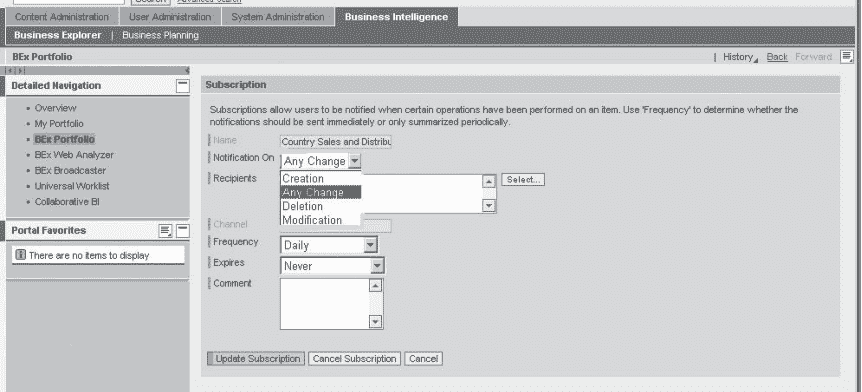 Search Advanced Search
Content Administration User Administration System Administration Business Intelligence
Business Explorer | Business Planning
BEx Portfolio | History Back Forward
Detailed Navigation
Overview
My Portfolio
BEx Portfolio
BEx Web Analyzer
BEx Broadcaster
Universal Worklist
Collaborative BI
Portal Favorites
There are no items to display
Subscription
Subscriptions allow users to be notified when certain operations have been performed on an item. Use 'Frequency' to determine whether the
notifications should be sent immediately or only summarized periodically.
Name Country Sales and Distribu
Notification On Any Change
Creation
Any Change
Deletion
Modification
Recipients Select...
Channel
Frequency Daily
Expires Never
Comment
Update Subscription Cancel Subscription Cancel